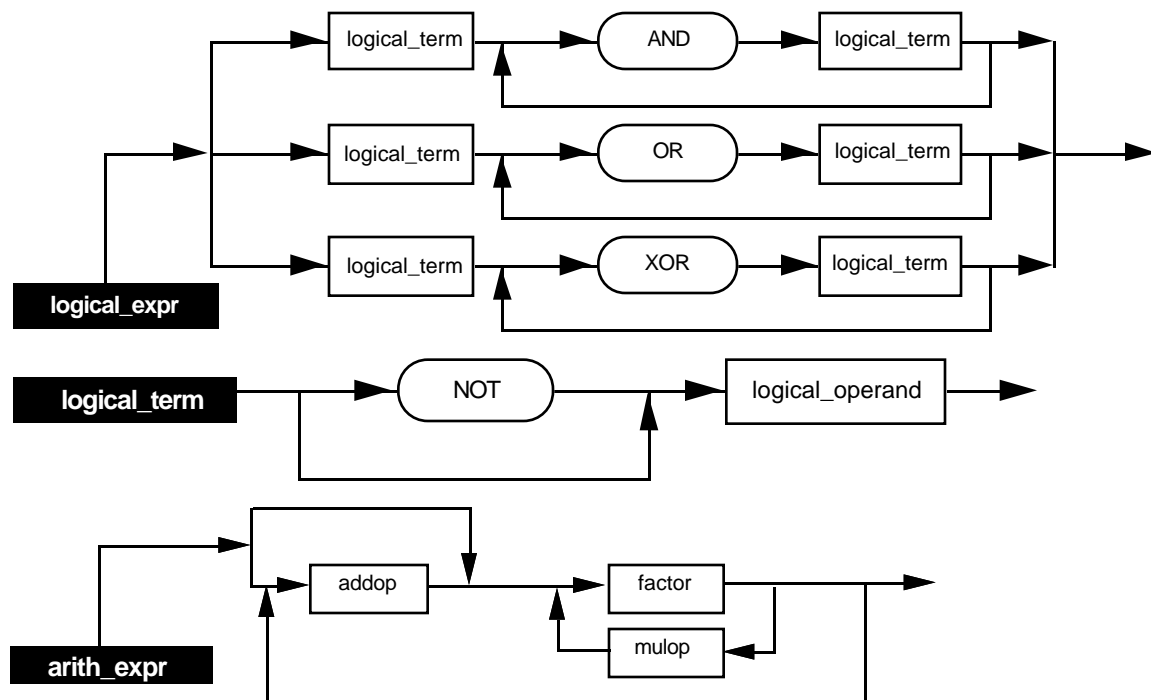 logical_term AND logical_term
logical_term OR logical_term
logical_term XOR logical_term
logical_expr
logical_term NOT logical_operand
addop factor
mulop
arith_expr